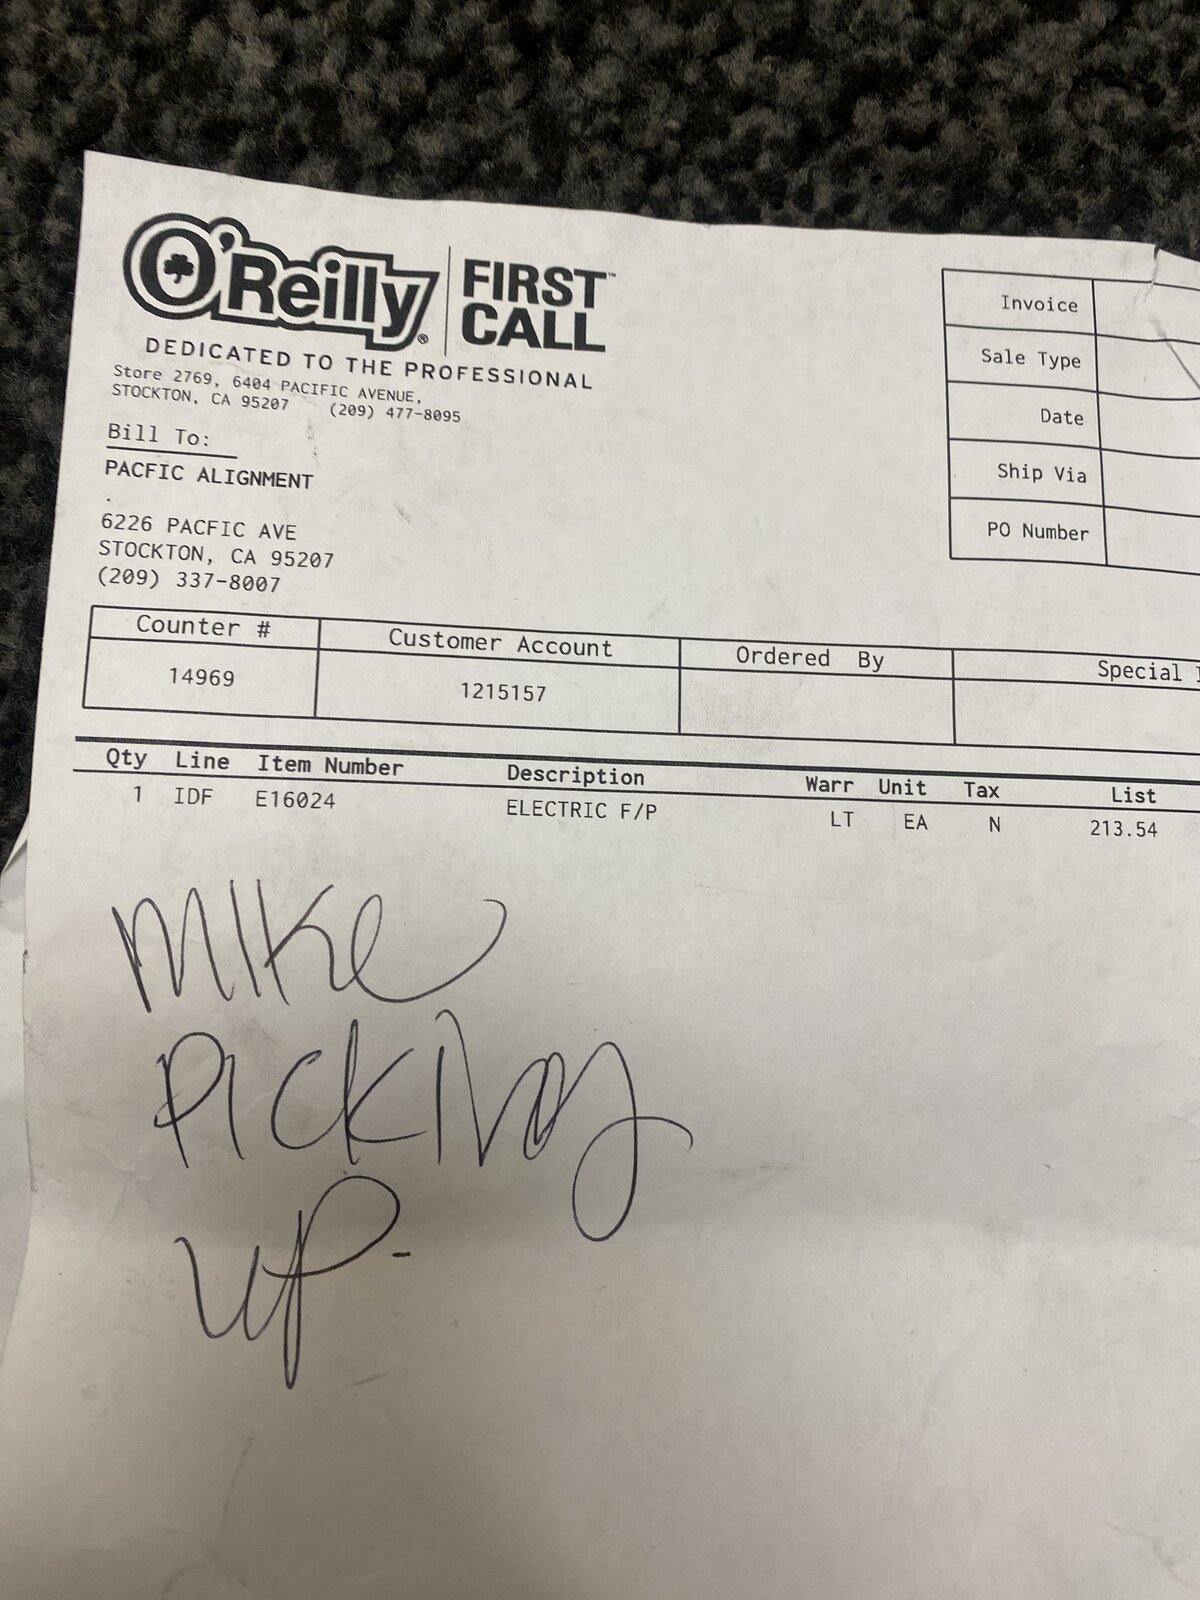 O'Reilly® FIRST CALL™
DEDICATED TO THE PROFESSIONAL
Store 2769, 6404 PACIFIC AVENUE,
STOCKTON, CA 95207 (209) 477-8095
Bill To:
PACFIC ALIGNMENT
.
6226 PACFIC AVE
STOCKTON, CA 95207
(209) 337-8007
Invoice
Sale Type
Date
Ship Via
PO Number
Counter # Customer Account Ordered By Special
14969 1215157
Qty Line Item Number Description Warr Unit Tax List
1 IDF E16024 ELECTRIC F/P LT EA N 213.54
MIKe
PICKING
UP-